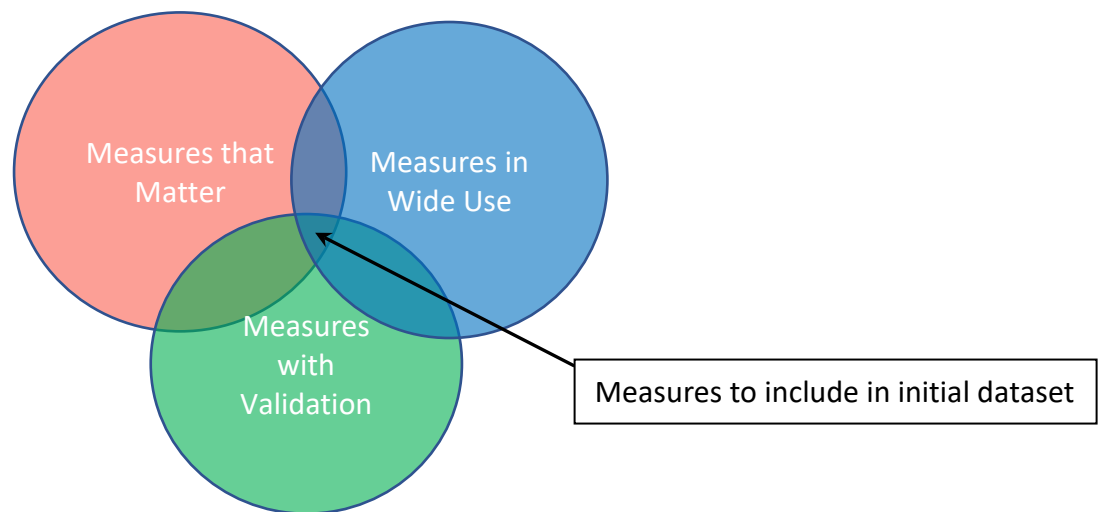 Measures that
Matter
Measures in
Wide Use
Measures
with
Validation
Measures to include in initial dataset